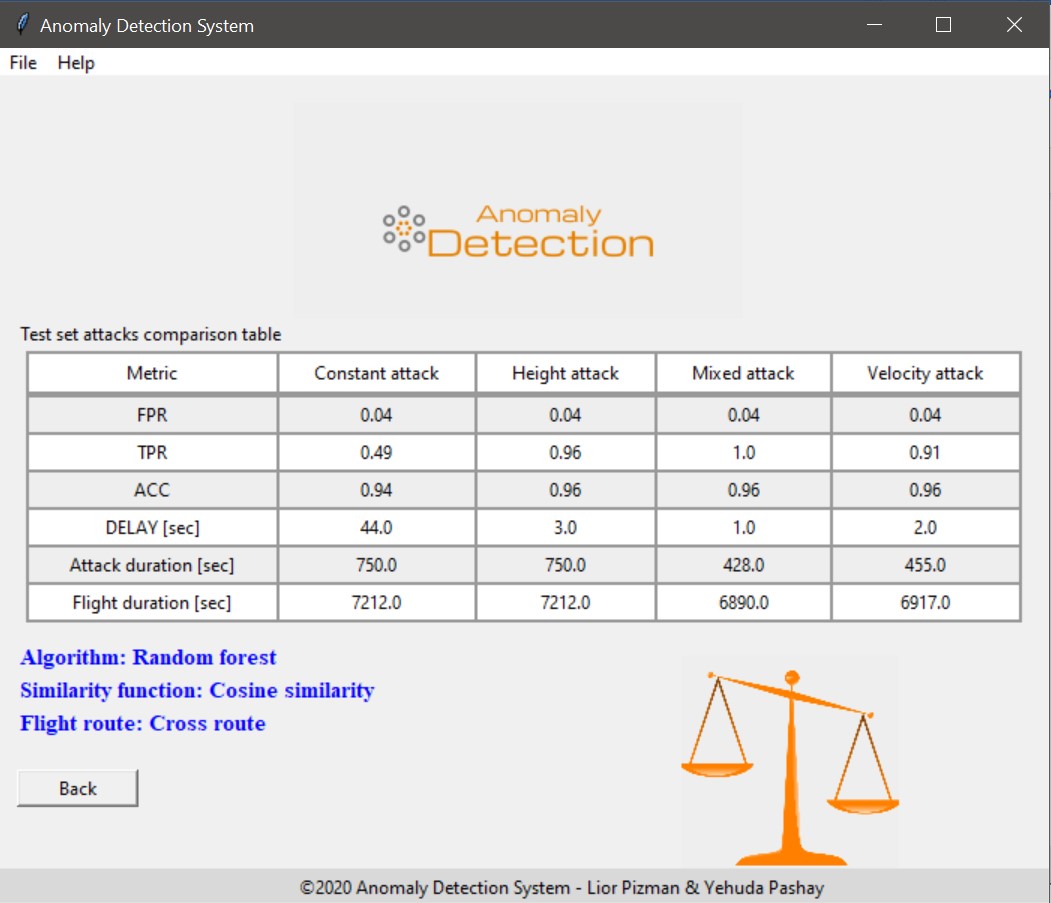 Anomaly Detection System
File Help
Anomaly
Detection
Test set attacks comparison table
Metric Constant attack Height attack Mixed attack Velocity attack
FPR 0.04 0.04 0.04 0.04
TPR 0.49 0.96 1.0 0.91
ACC 0.94 0.96 0.96 0.96
DELAY [sec] 44.0 3.0 1.0 2.0
Attack duration [sec] 750.0 750.0 428.0 455.0
Flight duration [sec] 7212.0 7212.0 6890.0 6917.0
Algorithm: Random forest
Similarity function: Cosine similarity
Flight route: Cross route
Back
©2020 Anomaly Detection System - Lior Pizman & Yehuda Pashay